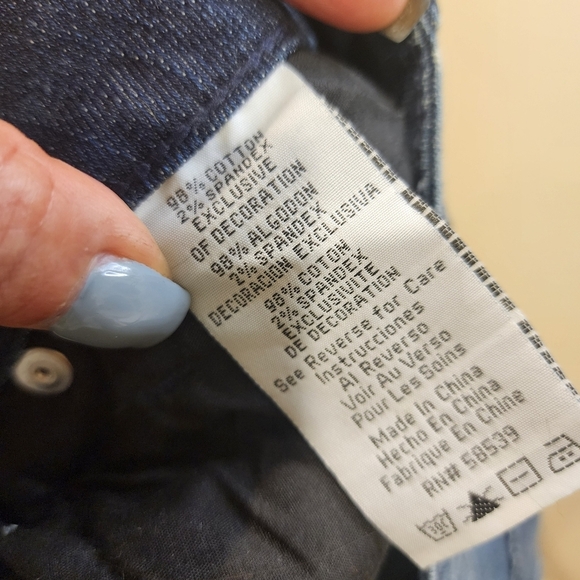 98% COTTON
2% SPANDEX
EXCLUSIVE
OF DECORATION
98% ALGODON
2% SPANDEX
DECORACION EXCLUSIVA
98% COTON
2% SPANDEX
EXCLUSIVITE
DE DECORATION
See Reverse for Care
Instrucciones
Al Reverso
Voir Au Verso
Pour Les Soins
Made In China
Hecho En China
Fabrique En Chine
RN# 58539
30C